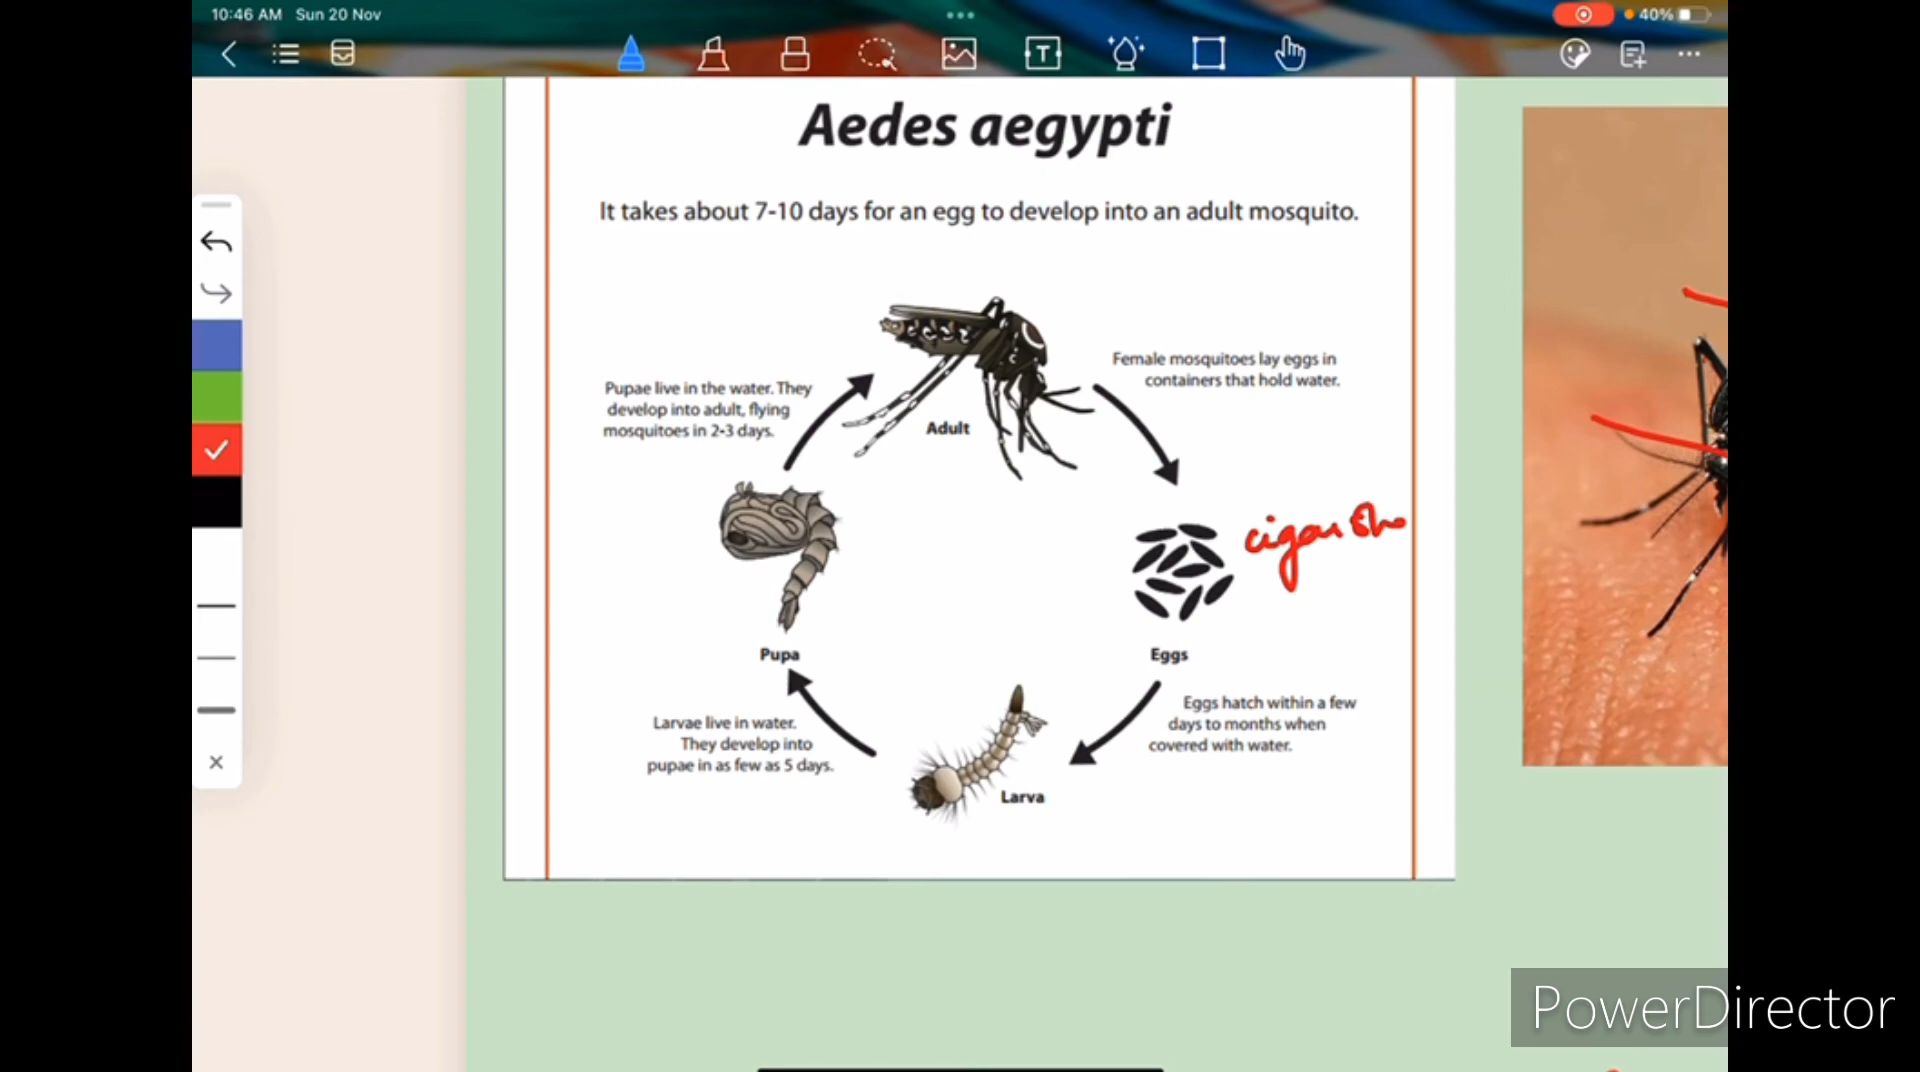 10:46 AM Sun 20 Nov
40%
Aedes aegypti
It takes about 7-10 days for an egg to develop into an adult mosquito.
Female mosquitoes lay eggs in
containers that hold water.
Pupae live in the water. They
develop into adult, flying
mosquitoes in 2-3 days.
Adult
cigar Sha
Pupa
Eggs
Eggs hatch within a few
days to months when
covered with water.
Larvae live in water.
They develop into
pupae in as few as 5 days.
Larva
PowerDirector